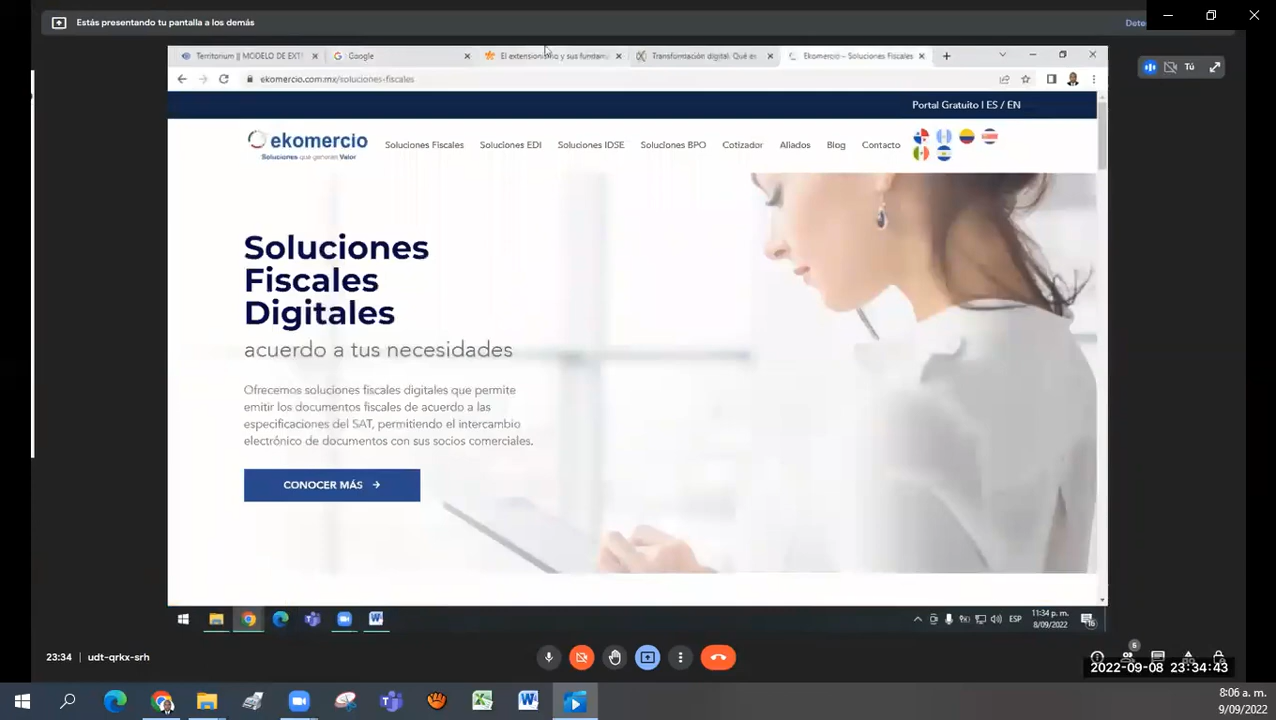 Estás presentando tu pantalla a los demás
Dete
Territorium || MODELO DE EXT
Google
El extensionismo y sus fundam
Transformación digital: Qué es
Ekomercio – Soluciones Fiscales
ekomercio.com.mx/soluciones-fiscales
Tú
Portal Gratuito | ES / EN
ekomercio
Soluciones que generan Valor
Soluciones Fiscales
Soluciones EDI
Soluciones IDSE
Soluciones BPO
Cotizador
Aliados
Blog
Contacto
Soluciones
Fiscales
Digitales
acuerdo a tus necesidades
Ofrecemos soluciones fiscales digitales que permite
emitir los documentos fiscales de acuerdo a las
especificaciones del SAT, permitiendo el intercambio
electrónico de documentos con sus socios comerciales.
CONOCER MÁS →
ESP
11:34 p. m.
8/09/2022
16
23:34
udt-qrkx-srh
6
2022-09-08 23:34:43
8:06 a. m.
9/09/2022